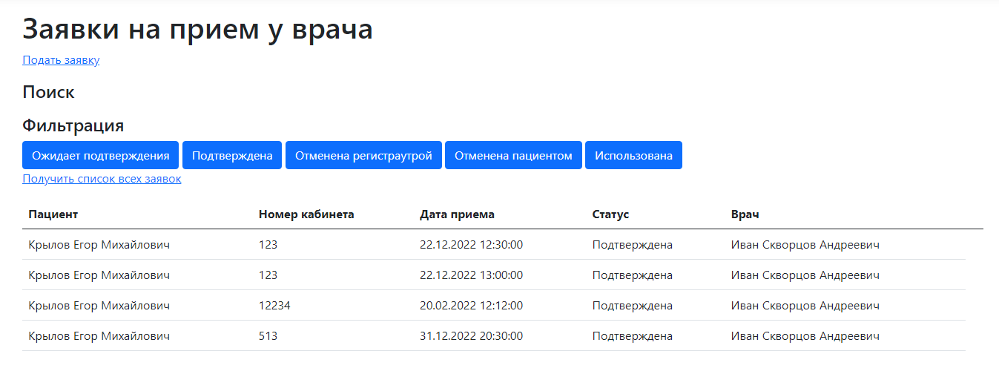 Заявки на прием у врача
Подать заявку
Поиск
Фильтрация
Ожидает подтверждения Подтверждена Отменена регистраутрой Отменена пациентом Использована
Получить список всех заявок
Пациент Номер кабинета Дата приема Статус Врач
Крылов Егор Михайлович 123 22.12.2022 12:30:00 Подтверждена Иван Скворцов Андреевич
Крылов Егор Михайлович 123 22.12.2022 13:00:00 Подтверждена Иван Скворцов Андреевич
Крылов Егор Михайлович 12234 20.02.2022 12:12:00 Подтверждена Иван Скворцов Андреевич
Крылов Егор Михайлович 513 31.12.2022 20:30:00 Подтверждена Иван Скворцов Андреевич